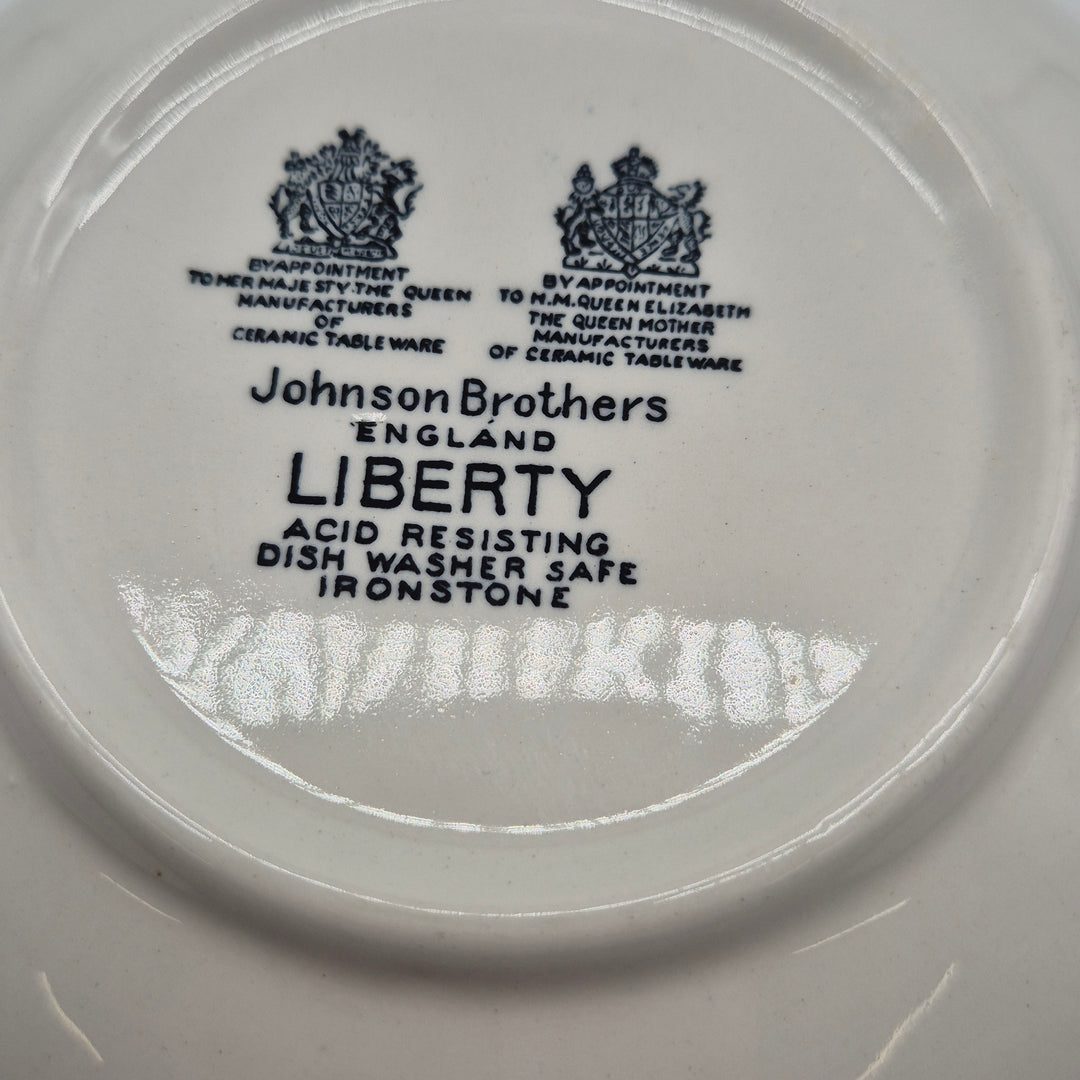 BY APPOINTMENT
TO HER MAJESTY THE QUEEN
MANUFACTURERS
OF
CERAMIC TABLEWARE
BY APPOINTMENT
TO H.M. QUEEN ELIZABETH
THE QUEEN MOTHER
MANUFACTURERS
OF CERAMIC TABLEWARE
Johnson Brothers
ENGLAND
LIBERTY
ACID RESISTING
DISH WASHER SAFE
IRONSTONE